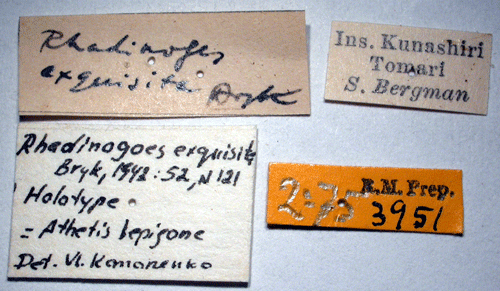 Rhadinoges
exquisita Bryk
Ins. Kunashiri
Tomari
S. Bergman
Rhadinogoes exquisita
Bryk, 1942: 52, N 121
Holotype
= Athetis lepigone
Det. Vl. Kononenko
R.M. Prep.
3951